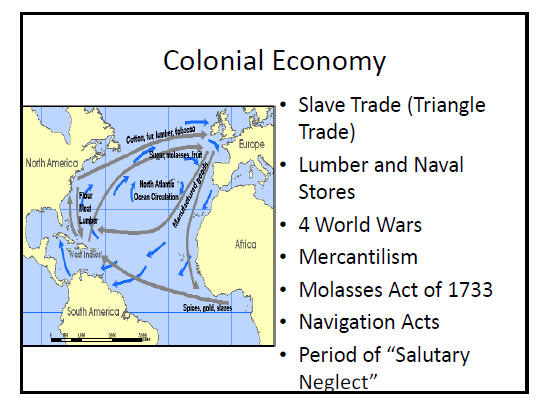 Colonial Economy
Cotton, fur, lumber, tobacco
Sugar, molasses, fruit
North America
Europe
North Atlantic
Ocean Circulation
Manufactured goods
Flour
Meat
Lumber
West Indies
Africa
South America
Spices, gold, slaves
• Slave Trade (Triangle
Trade)
• Lumber and Naval
Stores
• 4 World Wars
• Mercantilism
• Molasses Act of 1733
• Navigation Acts
• Period of “Salutary
Neglect”